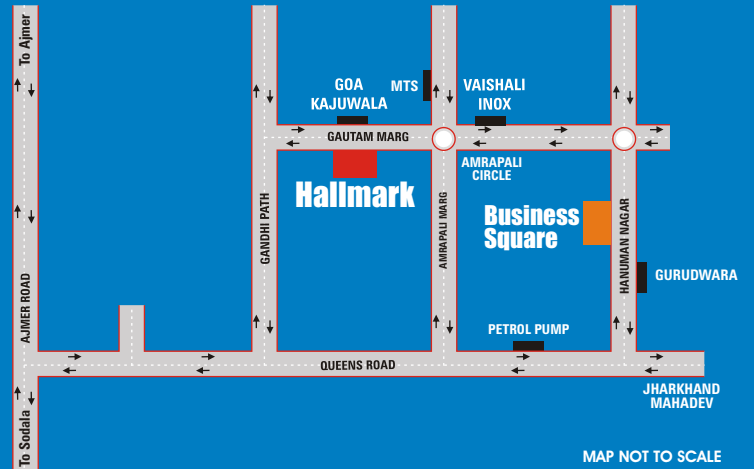 To Ajmer
GOA
KAJUWALA
MTS
VAISHALI
INOX
GAUTAM MARG
AMRAPALI
CIRCLE
Hallmark
GANDHI PATH
AMRAPALI MARG
Business
Square
HANUMAN NAGAR
GURUDWARA
AJMER ROAD
PETROL PUMP
QUEENS ROAD
JHARKHAND
MAHADEV
To Sodala
MAP NOT TO SCALE